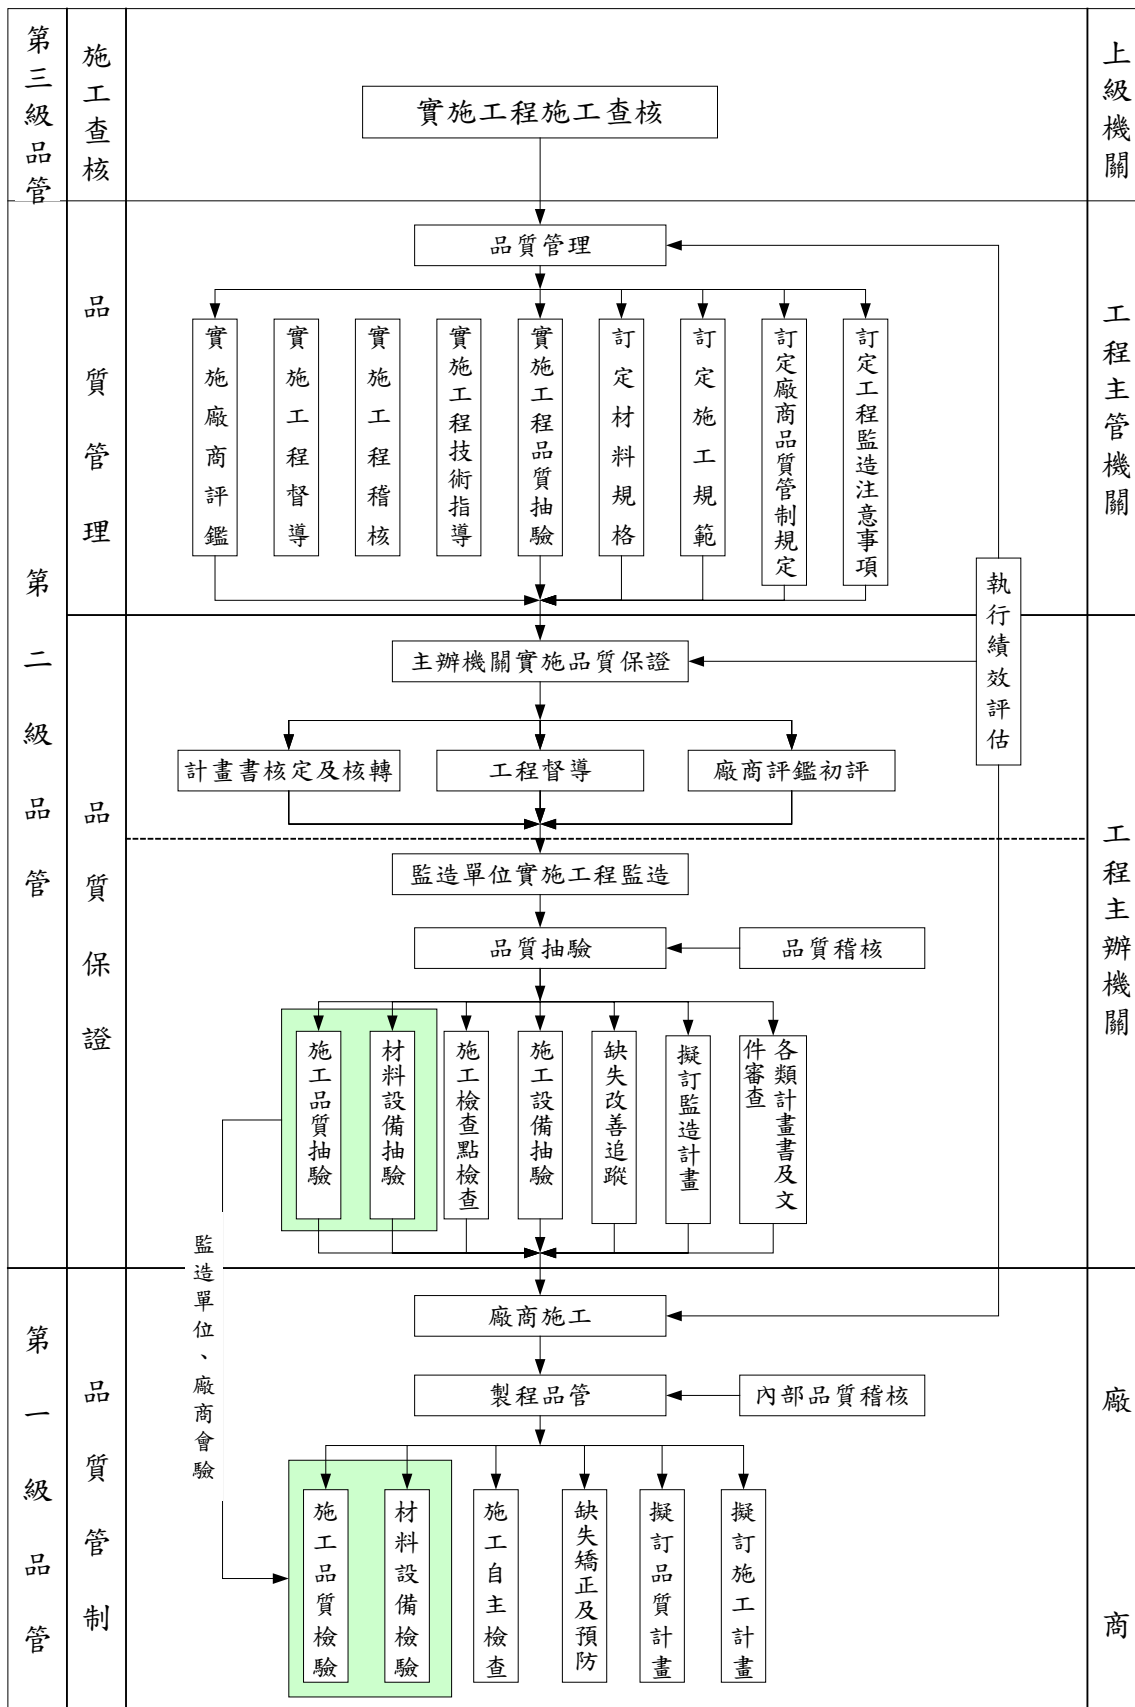 第三級品管
施工查核
實施工程施工查核
上級機關
第二級品管
品質管理
品質管理
工程主管機關
實施廠商評鑑
實施工程督導
實施工程稽核
實施工程技術指導
實施工程品質抽驗
訂定材料規格
訂定施工規範
訂定廠商品質管制規定
訂定工程監造注意事項
執行績效評估
品質保證
主辦機關實施品質保證
工程主辦機關
計畫書核定及核轉
工程督導
廠商評鑑初評
監造單位實施工程監造
品質抽驗
品質稽核
施工品質抽驗
材料設備抽驗
施工檢查點檢查
施工設備抽驗
缺失改善追蹤
擬訂監造計畫
各類計畫書及文
件審查
監造單位、廠商會驗
第一級品管
品質管制
廠商施工
廠商
製程品管
內部品質稽核
施工品質檢驗
材料設備檢驗
施工自主檢查
缺失矯正及預防
擬訂品質計畫
擬訂施工計畫